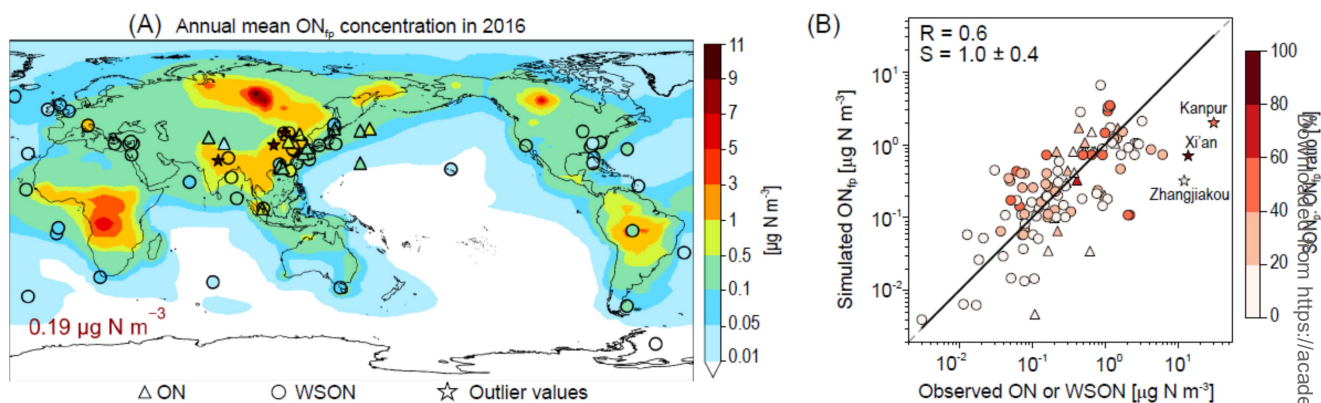 (A) Annual mean ONfp concentration in 2016
11
9
7
5
3
1
0.5
0.1
0.05
0.01
[µg N m⁻³]
0.19 µg N m⁻³
△ ON ○ WSON ☆ Outlier values
(B)
R = 0.6
S = 1.0 ± 0.4
Simulated ONfp [µg N m⁻³]
10¹
10⁰
10⁻¹
10⁻²
Kanpur
Xi'an
Zhangjiakou
10⁻² 10⁻¹ 10⁰ 10¹
Observed ON or WSON [µg N m⁻³]
100
80
60
40
20
0
[%]
Downloaded from https://acade